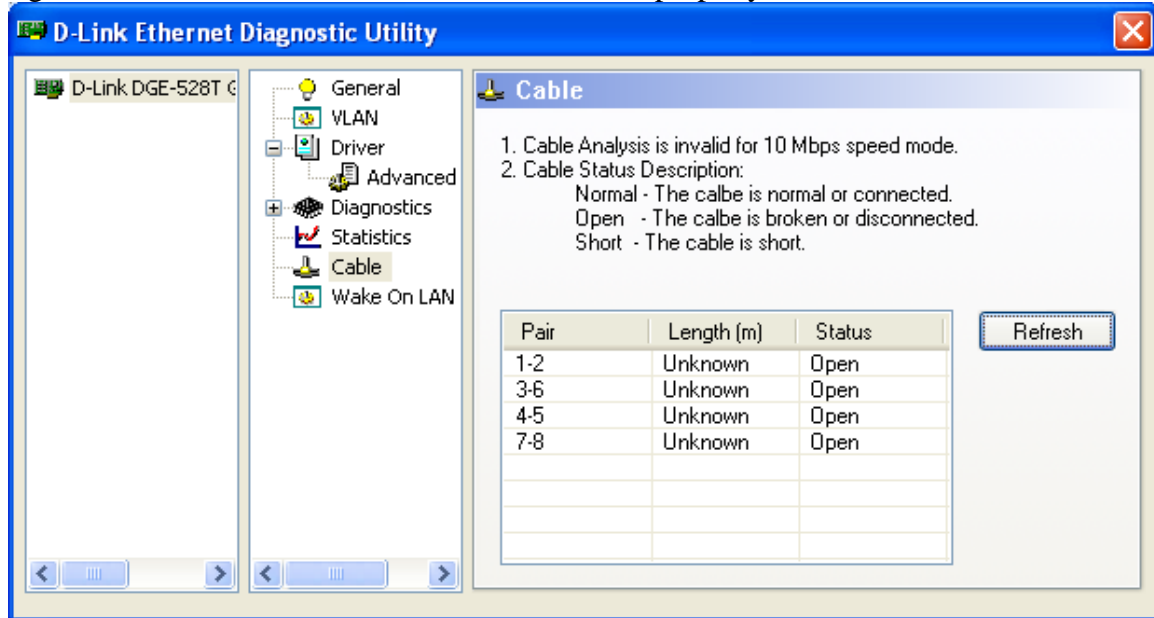 D-Link Ethernet Diagnostic Utility
D-Link DGE-528T G
General
VLAN
Driver
Advanced
Diagnostics
Statistics
Cable
Wake On LAN
Cable
1. Cable Analysis is invalid for 10 Mbps speed mode.
2. Cable Status Description:
Normal - The calbe is normal or connected.
Open - The calbe is broken or disconnected.
Short - The cable is short.
Pair Length (m) Status
1-2 Unknown Open
3-6 Unknown Open
4-5 Unknown Open
7-8 Unknown Open
Refresh